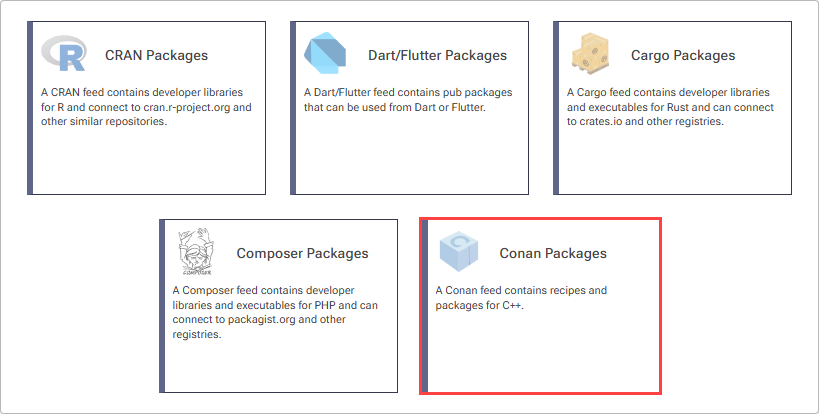 CRAN Packages
A CRAN feed contains developer libraries
for R and connect to cran.r-project.org and
other similar repositories.
Dart/Flutter Packages
A Dart/Flutter feed contains pub packages
that can be used from Dart or Flutter.
Cargo Packages
A Cargo feed contains developer libraries
and executables for Rust and can connect
to crates.io and other registries.
COMPOSER
Composer Packages
A Composer feed contains developer
libraries and executables for PHP and can
connect to packagist.org and other
registries.
Conan Packages
A Conan feed contains recipes and
packages for C++.